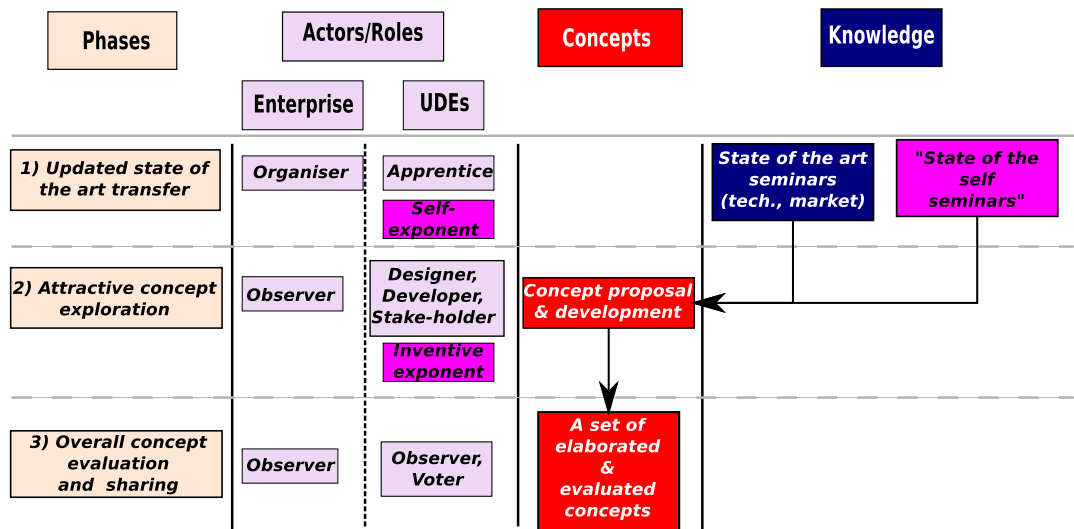 Phases
Actors/Roles
Concepts
Knowledge
Enterprise
UDEs
1) Updated state of
the art transfer
Organiser
Apprentice
Self-
exponent
State of the art
seminars
(tech., market)
"State of the
self
seminars"
2) Attractive concept
exploration
Observer
Designer,
Developer,
Stake-holder
Inventive
exponent
Concept proposal
& development
3) Overall concept
evaluation
and  sharing
Observer
Observer,
Voter
A set of
elaborated
&
evaluated
concepts